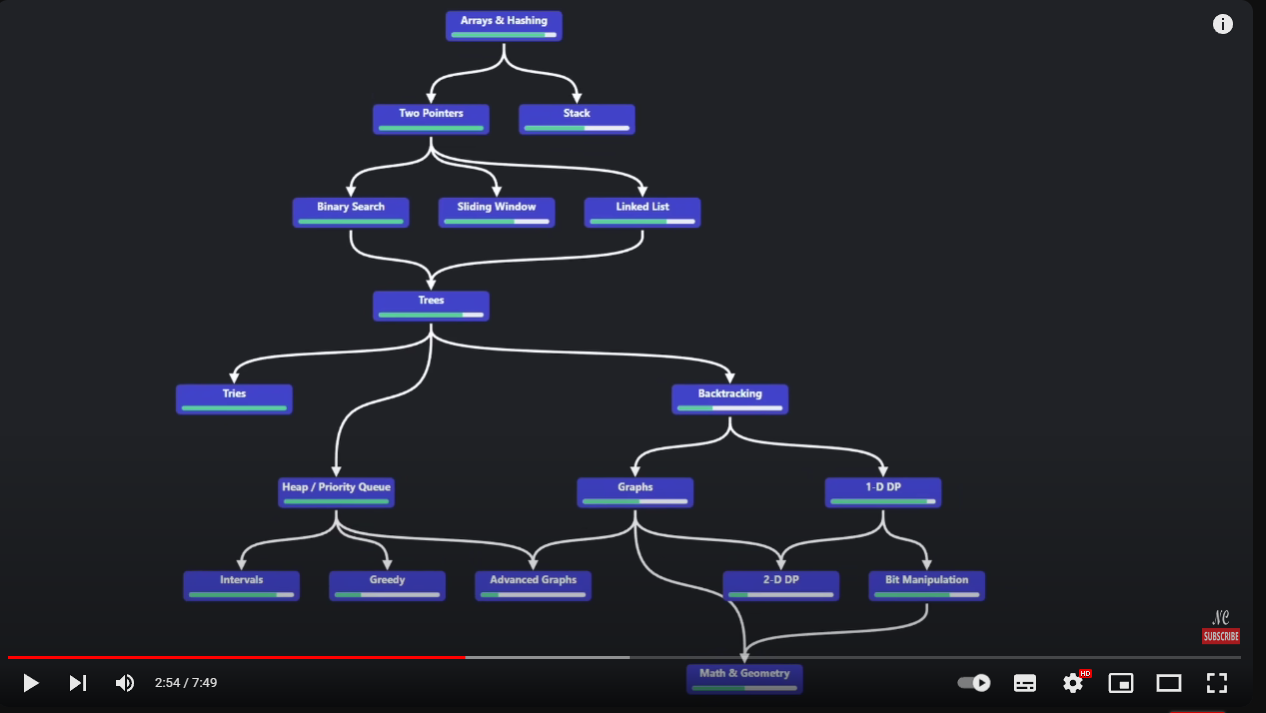 Arrays & Hashing
Two Pointers
Stack
Binary Search
Sliding Window
Linked List
Trees
Tries
Backtracking
Heap / Priority Queue
Graphs
1-D DP
Intervals
Greedy
Advanced Graphs
2-D DP
Bit Manipulation
NC
SUBSCRIBE
Math & Geometry
2:54 / 7:49
HD